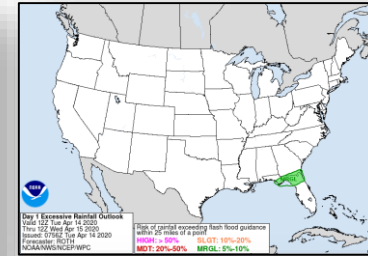 Day 1 Excessive Rainfall Outlook
Valid 12Z Tue Apr 14 2020
Thru 12Z Wed Apr 15 2020
Issued: 0756Z Tue Apr 14 2020
Forecaster: ROTH
NOAA/NWS/NCEP/WPC
Risk of rainfall exceeding flash flood guidance
within 25 miles of a point
HIGH: > 50% SLGT: 10%-20%
MDT: 20%-50% MRGL: 5%-10%